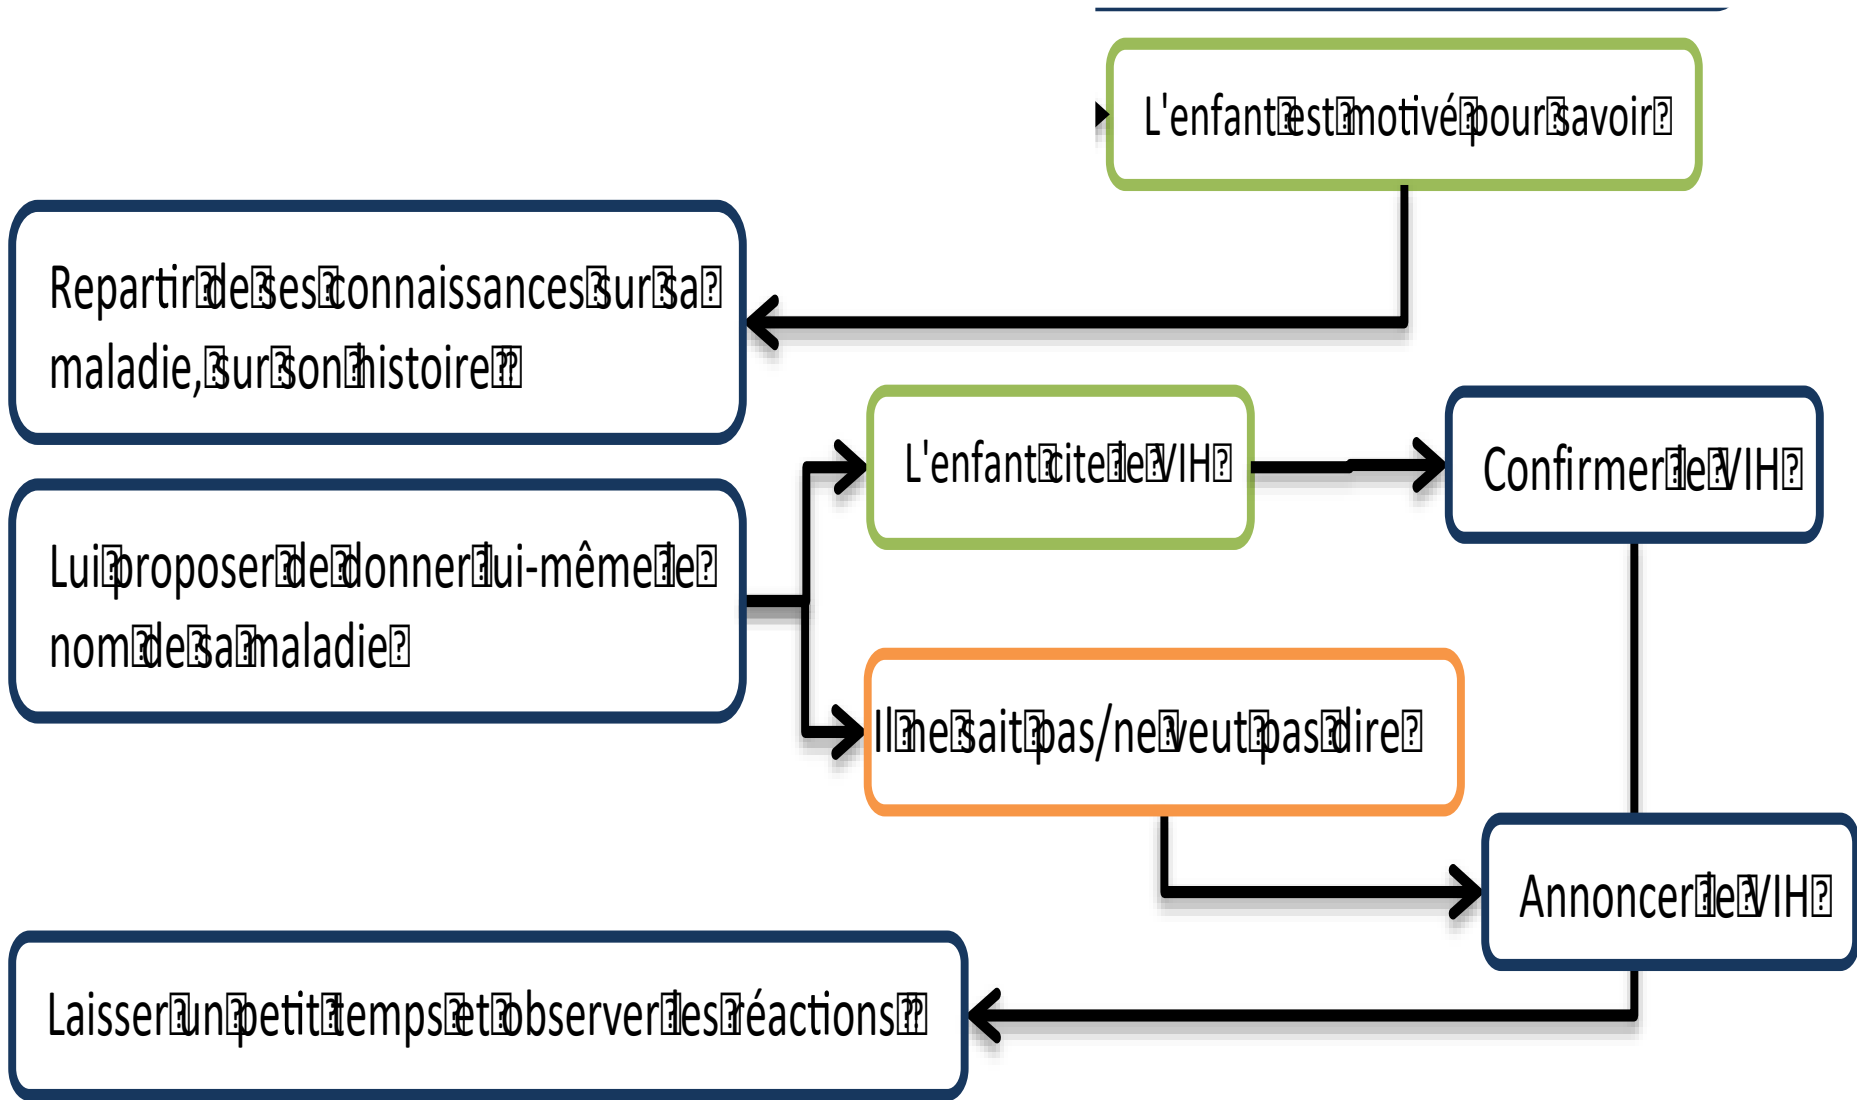 L'enfant est motivé pour savoir
Repartir de ses connaissances sur sa
maladie, sur son histoire
L'enfant cite le VIH
Confirmer le VIH
Lui proposer de donner lui-même le
nom de sa maladie
Il ne sait pas/ne veut pas dire
Annoncer le VIH
Laisser un petit temps et observer les réactions